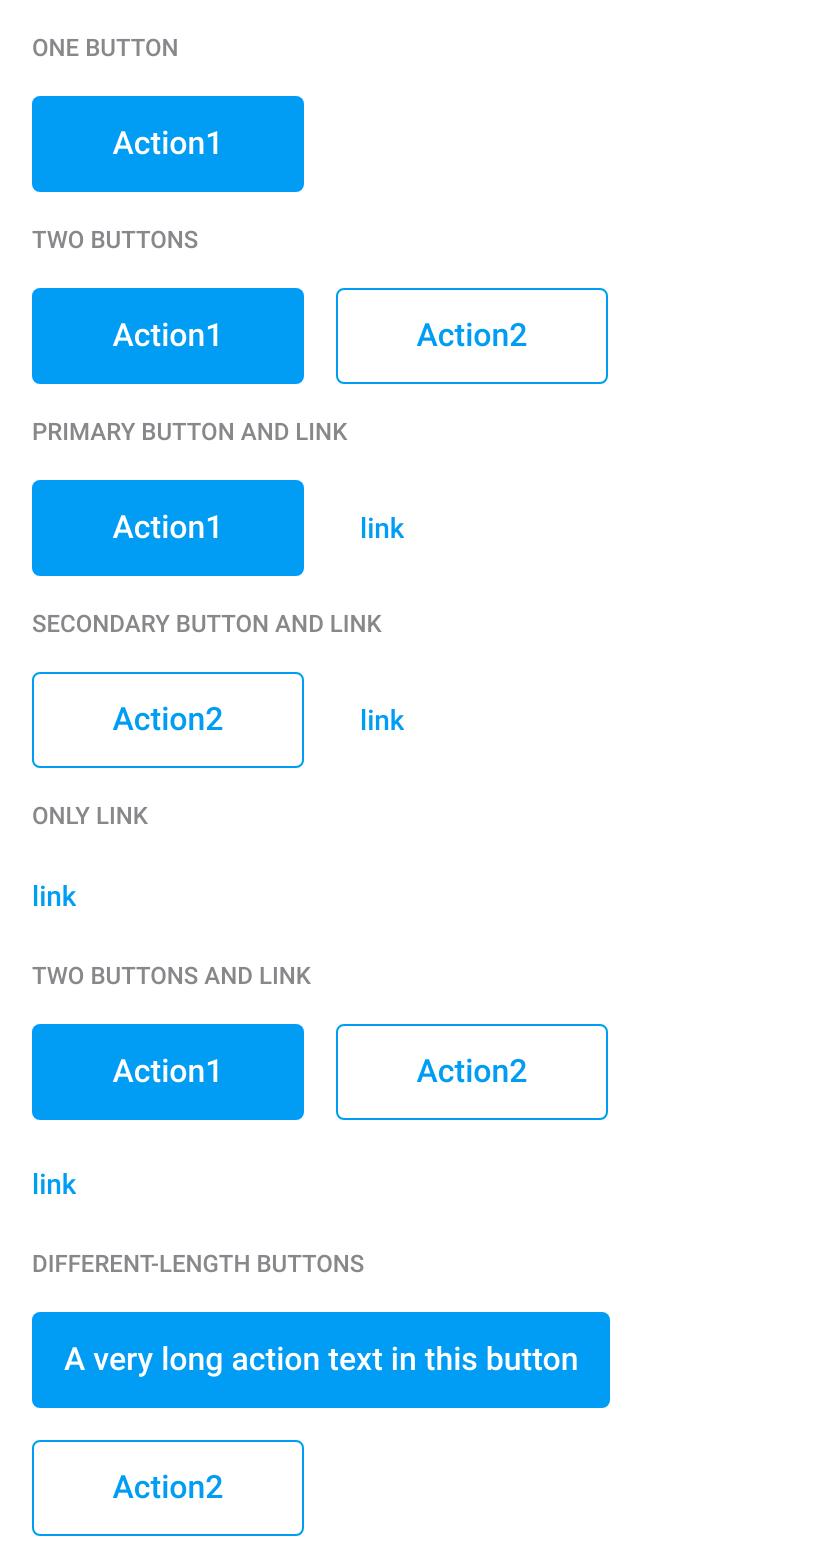 ONE BUTTON
Action1
TWO BUTTONS
Action1 Action2
PRIMARY BUTTON AND LINK
Action1 link
SECONDARY BUTTON AND LINK
Action2 link
ONLY LINK
link
TWO BUTTONS AND LINK
Action1 Action2
link
DIFFERENT-LENGTH BUTTONS
A very long action text in this button
Action2